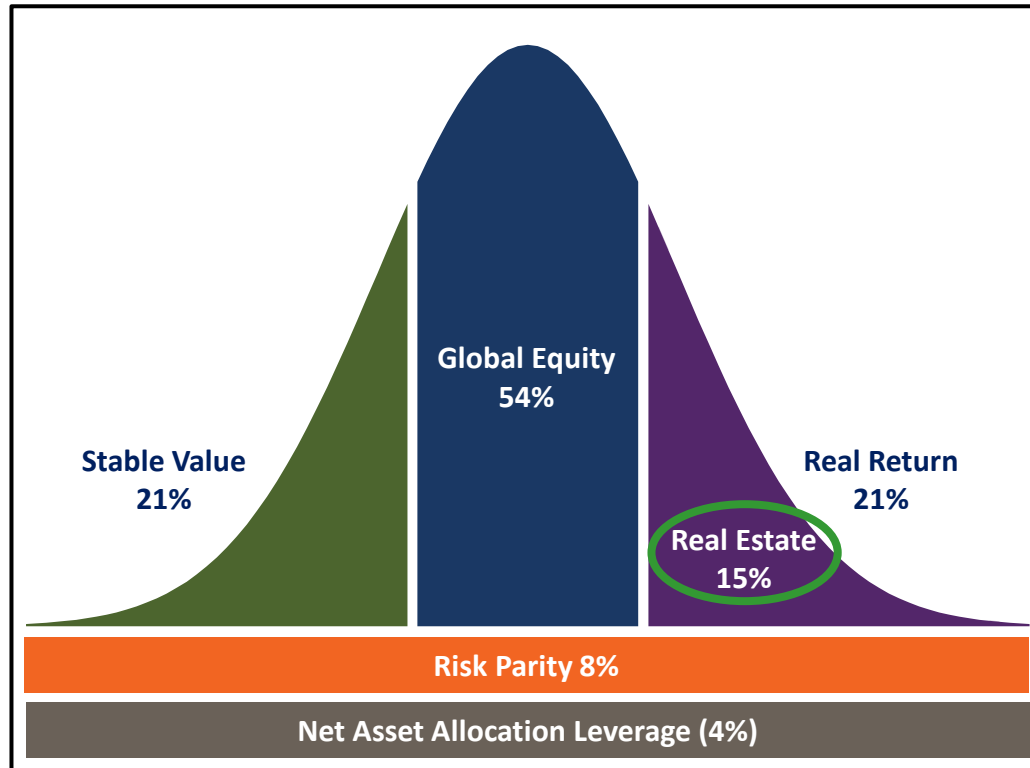 Global Equity
54%
Stable Value
21%
Real Return
21%
Real Estate
15%
Risk Parity 8%
Net Asset Allocation Leverage (4%)